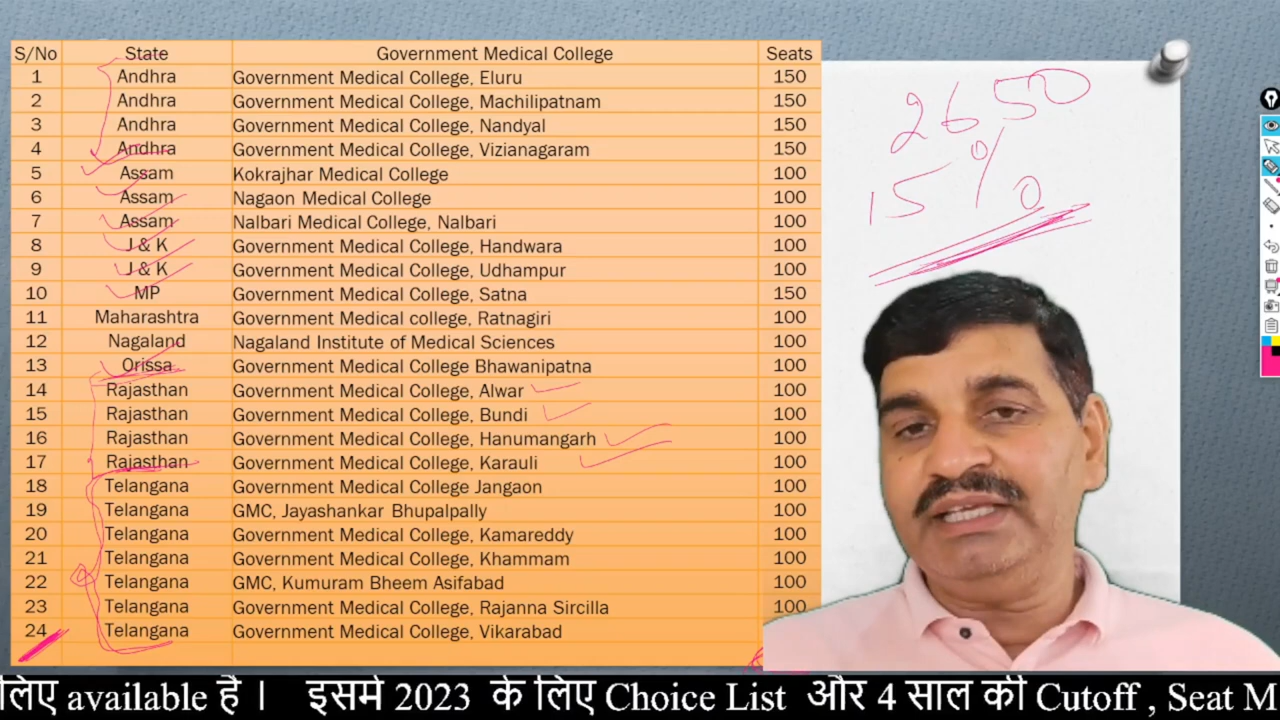 S/No State Government Medical College Seats
1 Andhra Government Medical College, Eluru 150
2 Andhra Government Medical College, Machilipatnam 150
3 Andhra Government Medical College, Nandyal 150
4 Andhra Government Medical College, Vizianagaram 150
5 Assam Kokrajhar Medical College 100
6 Assam Nagaon Medical College 100
7 Assam Nalbari Medical College, Nalbari 100
8 J & K Government Medical College, Handwara 100
9 J & K Government Medical College, Udhampur 100
10 MP Government Medical College, Satna 150
11 Maharashtra Government Medical college, Ratnagiri 100
12 Nagaland Nagaland Institute of Medical Sciences 100
13 Orissa Government Medical College Bhawanipatna 100
14 Rajasthan Government Medical College, Alwar 100
15 Rajasthan Government Medical College, Bundi 100
16 Rajasthan Government Medical College, Hanumangarh 100
17 Rajasthan Government Medical College, Karauli 100
18 Telangana Government Medical College Jangaon 100
19 Telangana GMC, Jayashankar Bhupalpally 100
20 Telangana Government Medical College, Kamareddy 100
21 Telangana Government Medical College, Khammam 100
22 Telangana GMC, Kumuram Bheem Asifabad 100
23 Telangana Government Medical College, Rajanna Sircilla 100
24 Telangana Government Medical College, Vikarabad
2650
15%
लिए available है । इसमे 2023 के लिए Choice List और 4 साल की Cutoff , Seat M